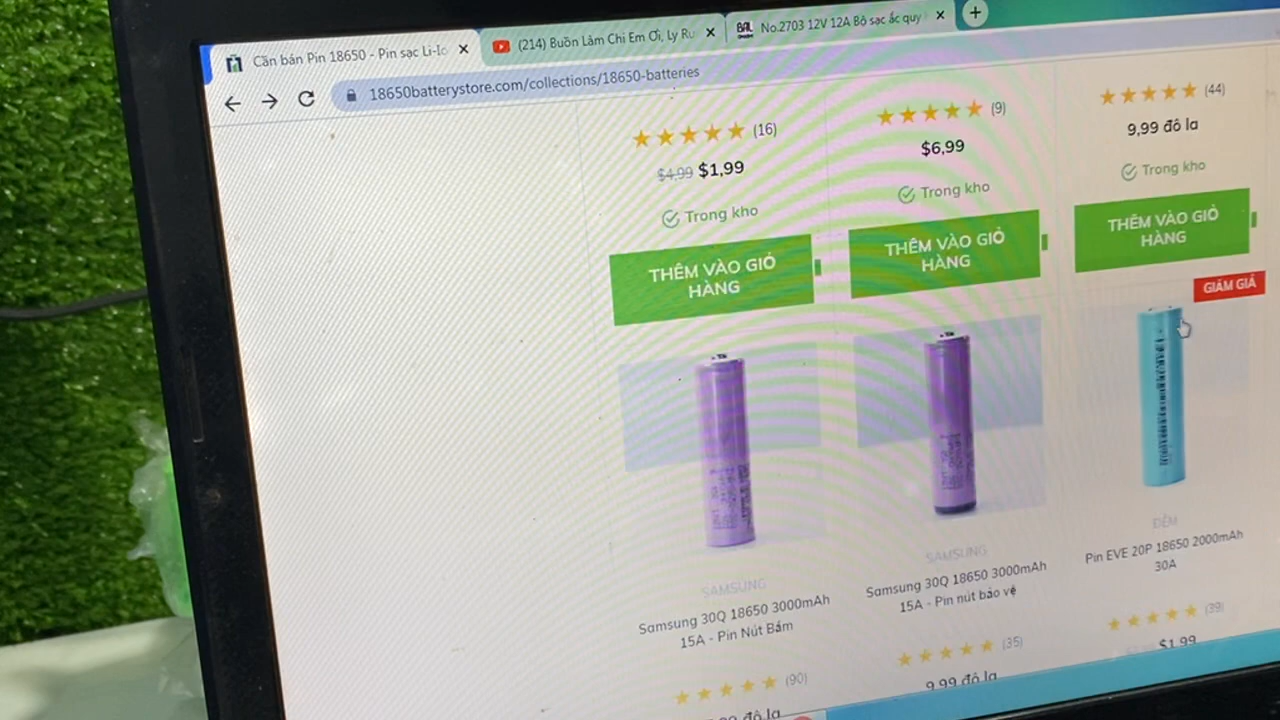 Cần bán Pin 18650 - Pin sạc Li-Io
(214) Buồn Làm Chi Em Ơi, Ly Ru
BAL
No.2703 12V 12A Bộ sạc ắc quy
18650batterystore.com/collections/18650-batteries
(16)
$4,99 $1,99
Trong kho
THÊM VÀO GIỎ
HÀNG
(9)
$6,99
Trong kho
THÊM VÀO GIỎ
HÀNG
(44)
9,99 đô la
Trong kho
THÊM VÀO GIỎ
HÀNG
GIẢM GIÁ
SAMSUNG
Samsung 30Q 18650 3000mAh
15A - Pin Nút Bấm
(90)
SAMSUNG
Samsung 30Q 18650 3000mAh
15A - Pin nút bảo vệ
(35)
9,99 đô la
ĐÊM
Pin EVE 20P 18650 2000mAh
30A
(39)
$1,99